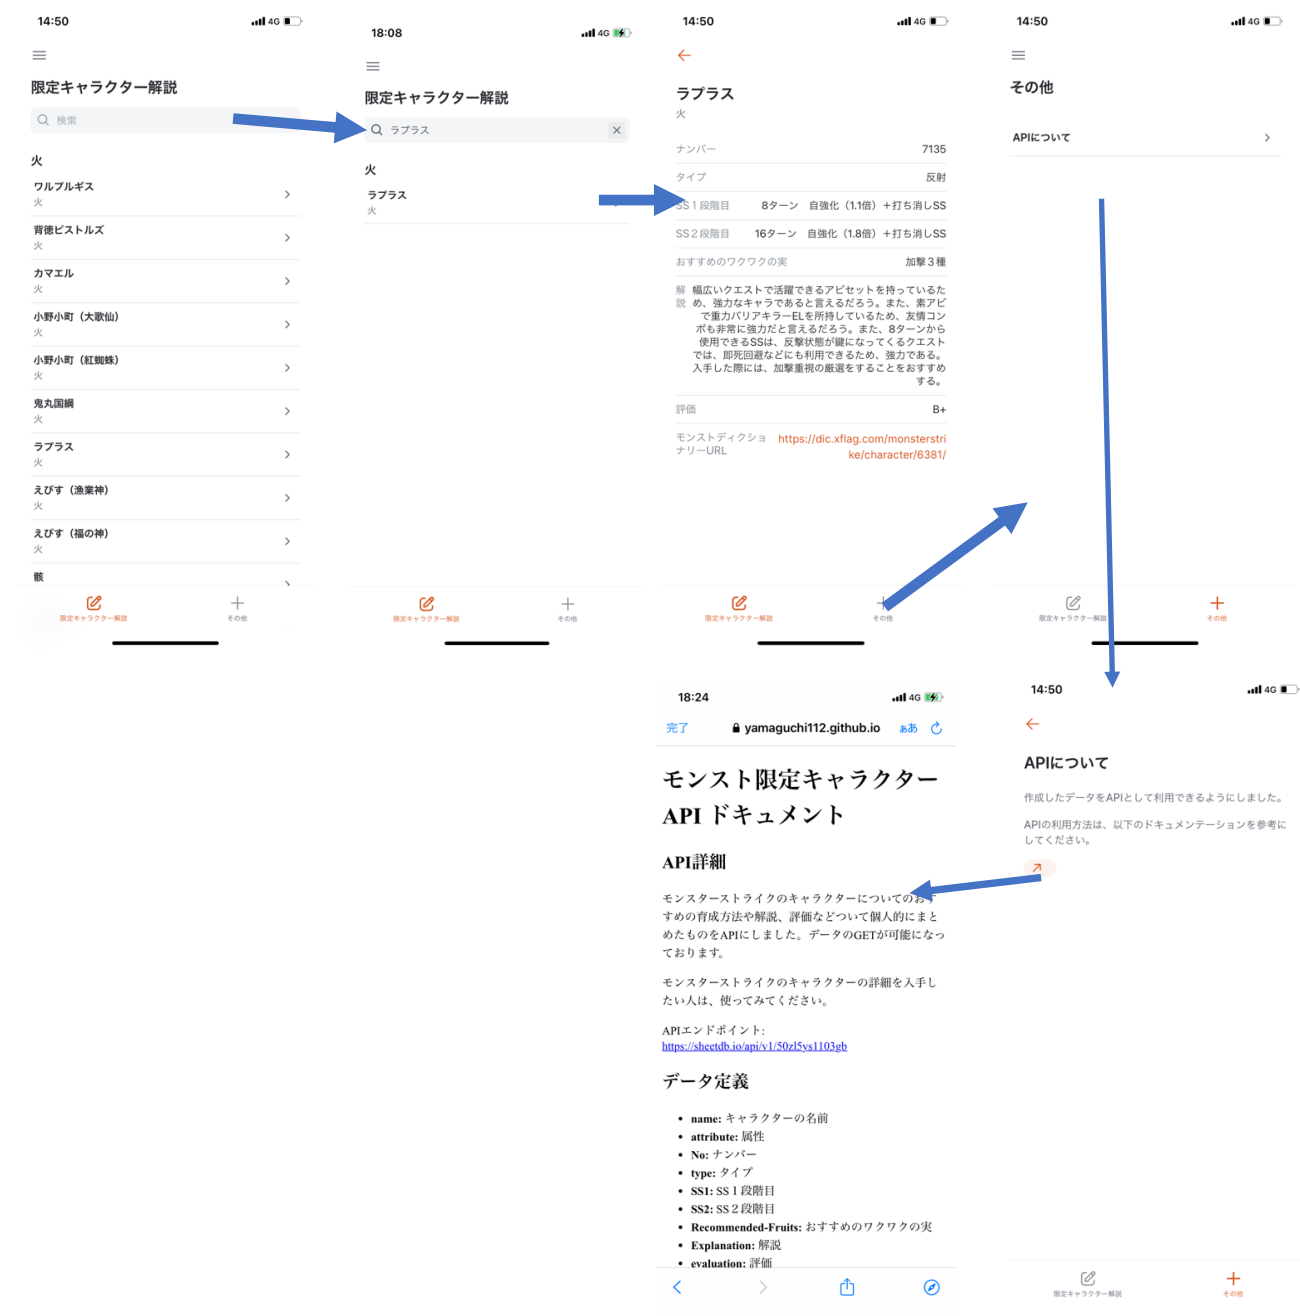 14:50
4G
限定キャラクター解説
検索
火
ワルプルギス
火
背徳ピストルズ
火
カマエル
火
小野小町（大歌仙）
火
小野小町（紅蜘蛛）
火
鬼丸国綱
火
ラプラス
火
えびす（漁業神）
火
えびす（福の神）
火
骸
限定キャラクター解説
その他
18:08
4G
限定キャラクター解説
ラプラス
火
ラプラス
火
限定キャラクター解説
その他
14:50
4G
ラプラス
火
ナンバー 7135
タイプ 反射
SS１段階目 8ターン　自強化（1.1倍）＋打ち消しSS
SS２段階目 16ターン　自強化（1.8倍）＋打ち消しSS
おすすめのワクワクの実 加撃３種
解説
幅広いクエストで活躍できるアビセットを持っているた
め、強力なキャラであると言えるだろう。また、素アビ
で重力バリアキラーELを所持しているため、友情コン
ボも非常に強力だと言えるだろう。また、8ターンから
使用できるSSは、反撃状態が鍵になってくるクエスト
では、即死回避などにも利用できるため、強力である。
入手した際には、加撃重視の厳選をすることをおすすめ
する。
評価 B+
モンストディクショ
ナリーURL
https://dic.xflag.com/monsterstri
ke/character/6381/
限定キャラクター解説
その他
14:50
4G
その他
APIについて
限定キャラクター解説
その他
14:50
4G
APIについて
作成したデータをAPIとして利用できるようにしました。
APIの利用方法は、以下のドキュメンテーションを参考に
してください。
限定キャラクター解説
その他
18:24
4G
完了
yamaguchi112.github.io
ぁあ
モンスト限定キャラクター
API ドキュメント
API詳細
モンスターストライクのキャラクターについてのおす
すめの育成方法や解説、評価などついて個人的にまと
めたものをAPIにしました。データのGETが可能になっ
ております。
モンスターストライクのキャラクターの詳細を入手し
たい人は、使ってみてください。
APIエンドポイント:
https://sheetdb.io/api/v1/50zl5ys1103gb
データ定義
• name: キャラクターの名前
• attribute: 属性
• No: ナンバー
• type: タイプ
• SS1: SS１段階目
• SS2: SS２段階目
• Recommended-Fruits: おすすめのワクワクの実
• Explanation: 解説
• evaluation: 評価